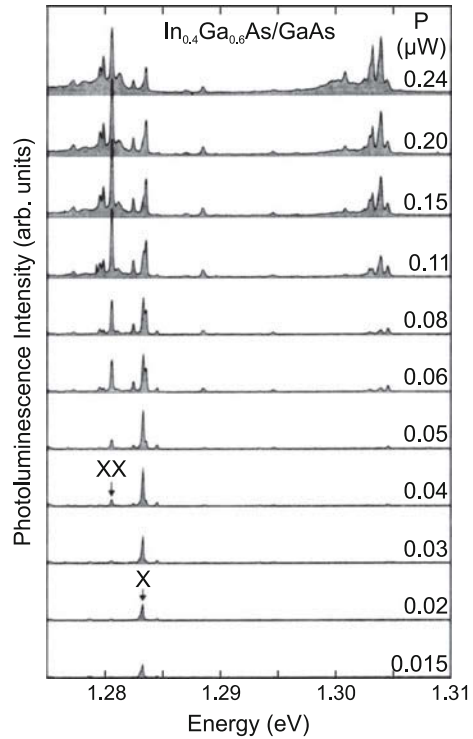 In0.4Ga0.6As/GaAs
P
(μW)
0.24
0.20
0.15
0.11
0.08
0.06
0.05
XX
0.04
0.03
X
0.02
0.015
Photoluminescence Intensity (arb. units)
1.28 1.29 1.30 1.31
Energy (eV)